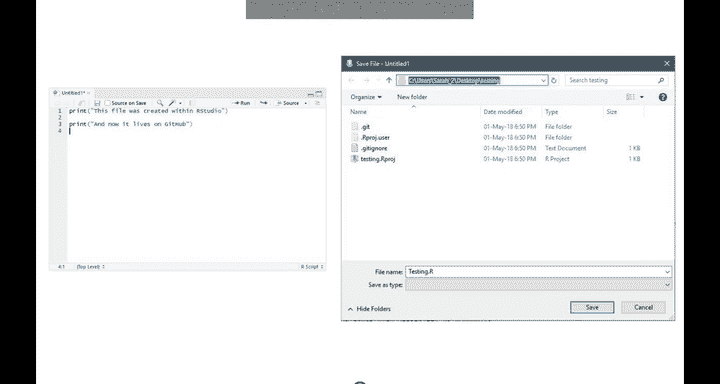 Untitled1*
Source on Save
Run
Source
1 print("This file was created within RStudio")
2
3 print("And now it lives on GitHub")
4
4:1
(Top Level)
R Script
Save File - Untitled1
Search testing
Organize
New folder
Name Date modified Type Size
.git 01-May-18 6:50 PM File folder
.Rproj.user 01-May-18 6:50 PM File folder
.gitignore 01-May-18 6:50 PM Text Document 1 KB
testing.Rproj 01-May-18 6:50 PM R Project 1 KB
File name: Testing.R
Save as type:
Hide Folders
Save
Cancel